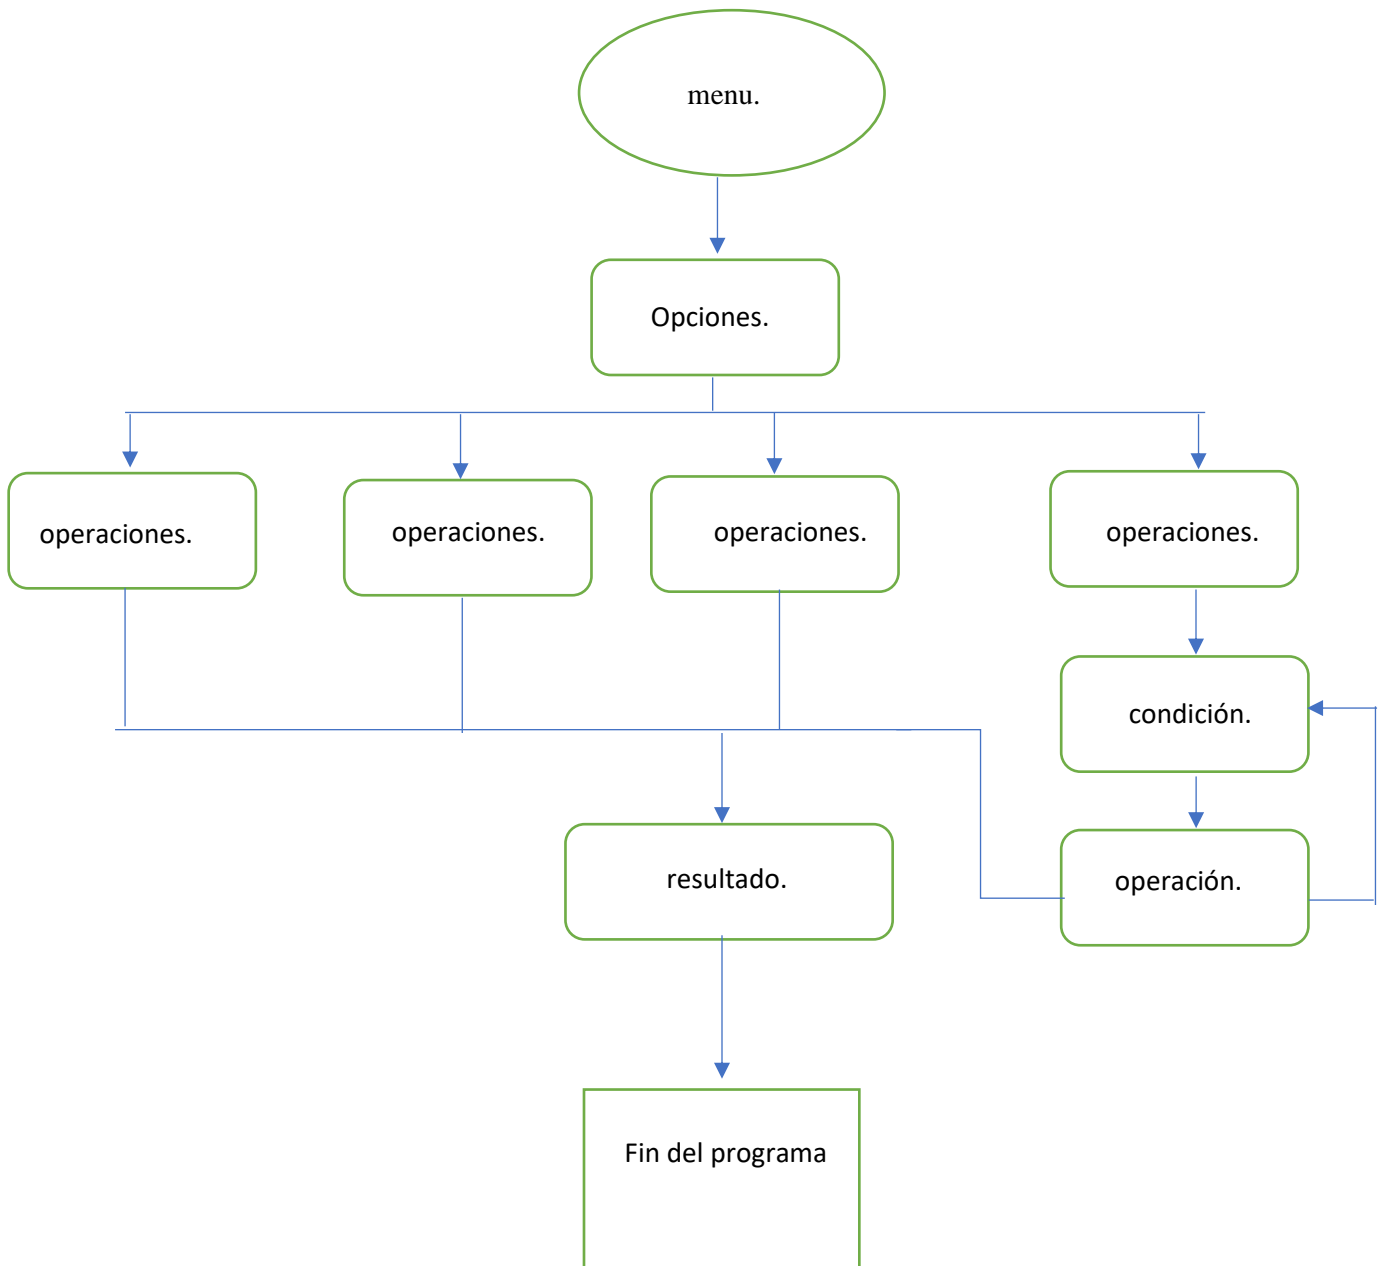 menu.
Opciones.
operaciones.
operaciones.
operaciones.
operaciones.
condición.
resultado.
operación.
Fin del programa